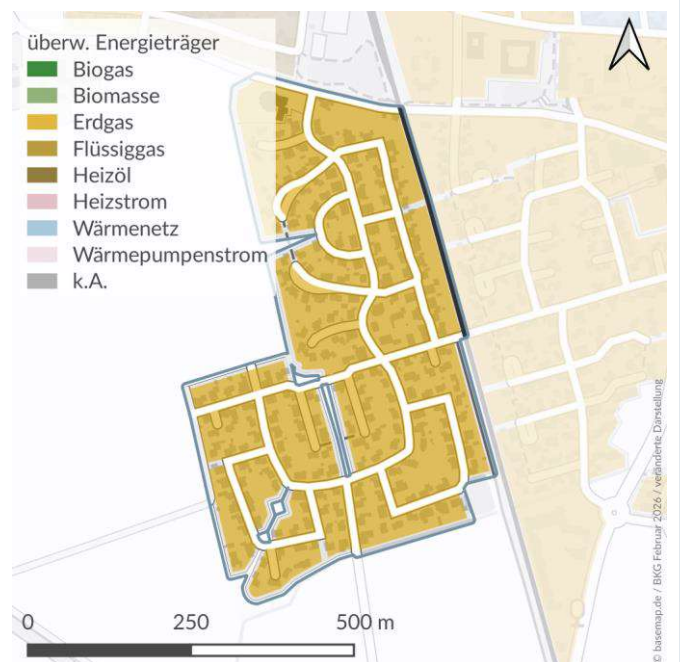 überw. Energieträger
Biogas
Biomasse
Erdgas
Flüssiggas
Heizöl
Heizstrom
Wärmenetz
Wärmepumpenstrom
k.A.
0 250 500 m
© basemap.de / BKG Februar 2026 / veränderte Darstellung